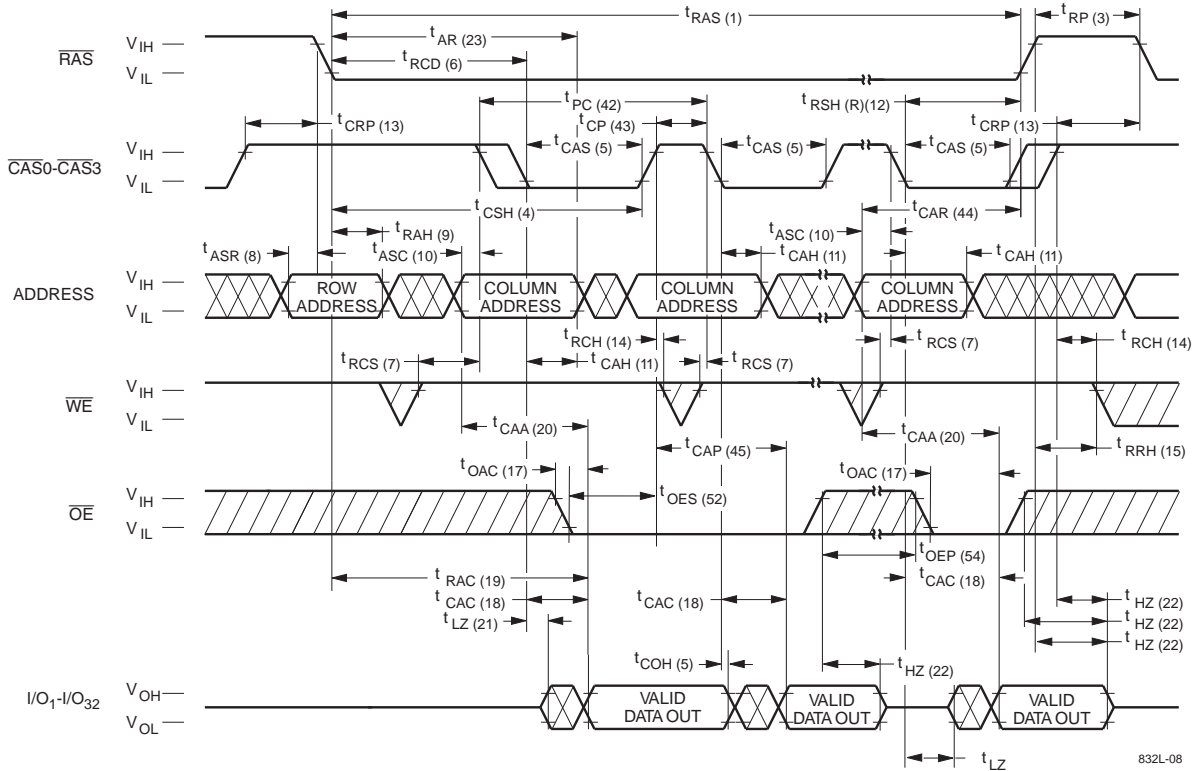 t RAS (1)
t RP (3)
t AR (23)
RAS
V IH
V IL
t RCD (6)
t PC (42)
t RSH (R)(12)
t CRP (13)
t CP (43)
t CRP (13)
CAS0-CAS3
V IH
V IL
t CAS (5)
t CAS (5)
t CAS (5)
t CSH (4)
t CAR (44)
t RAH (9)
t ASC (10)
t ASR (8)
t ASC (10)
t CAH (11)
t CAH (11)
ADDRESS
V IH
V IL
ROW
ADDRESS
COLUMN
ADDRESS
COLUMN
ADDRESS
COLUMN
ADDRESS
t RCH (14)
t RCS (7)
t RCH (14)
t RCS (7)
t CAH (11)
t RCS (7)
WE
V IH
V IL
t CAA (20)
t CAP (45)
t CAA (20)
t RRH (15)
t OAC (17)
t OAC (17)
OE
V IH
V IL
t OES (52)
t OEP (54)
t RAC (19)
t CAC (18)
t CAC (18)
t CAC (18)
t HZ (22)
t LZ (21)
t HZ (22)
t HZ (22)
t COH (5)
t HZ (22)
I/O1-I/O32
V OH
V OL
VALID
DATA OUT
VALID
DATA OUT
VALID
DATA OUT
t LZ
832L-08